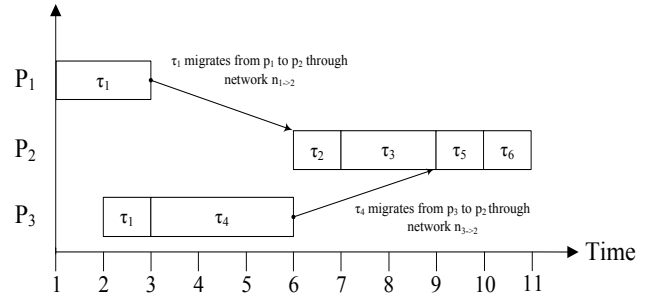 τ1 migrates from p1 to p2 through
network n1->2
P1
τ1
P2
τ2 τ3 τ5 τ6
P3
τ1 τ4
τ4 migrates from p3 to p2 through
network n3->2
Time
1 2 3 4 5 6 7 8 9 10 11